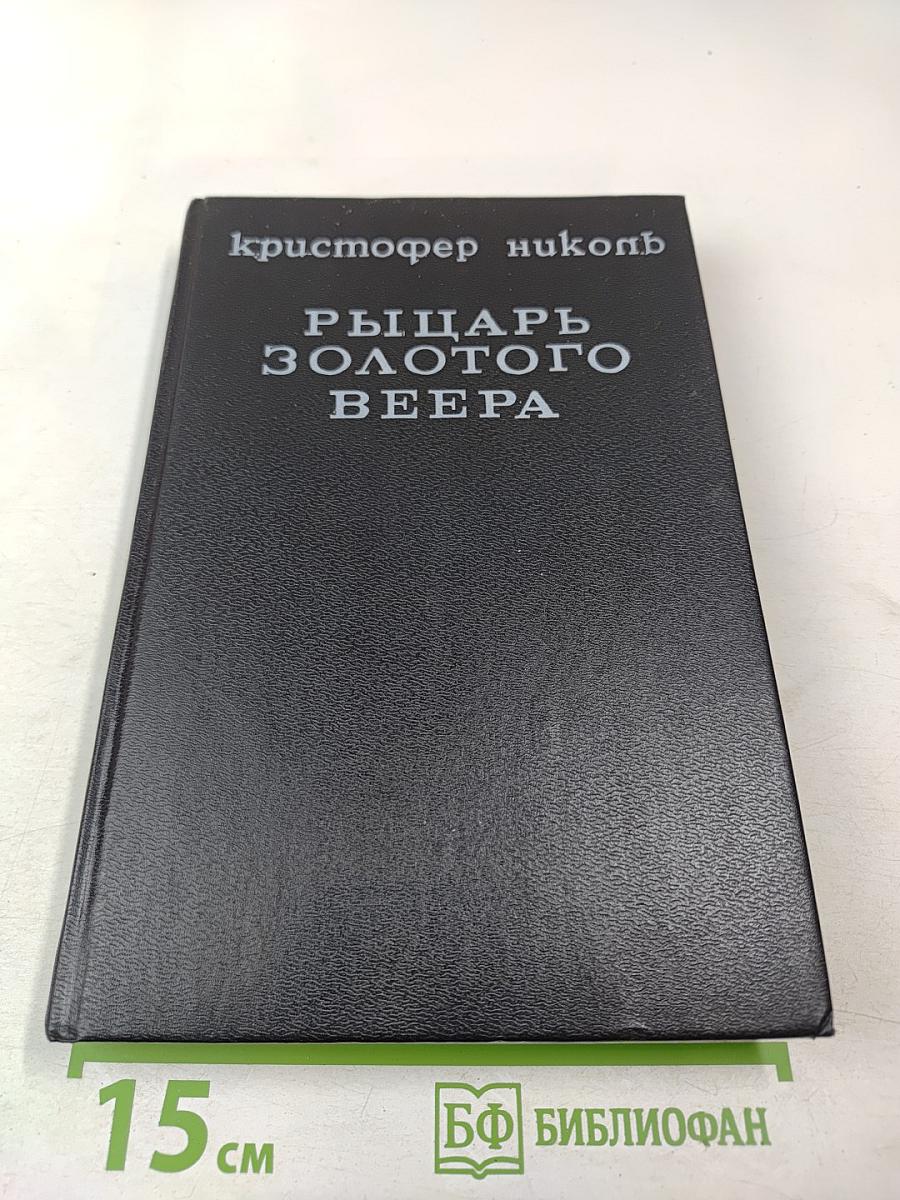 кристофер николь
РЫЦАРЬ
ЗОЛОТОГО
ВЕЕРА
15 см
БФ БИБЛИОФАН